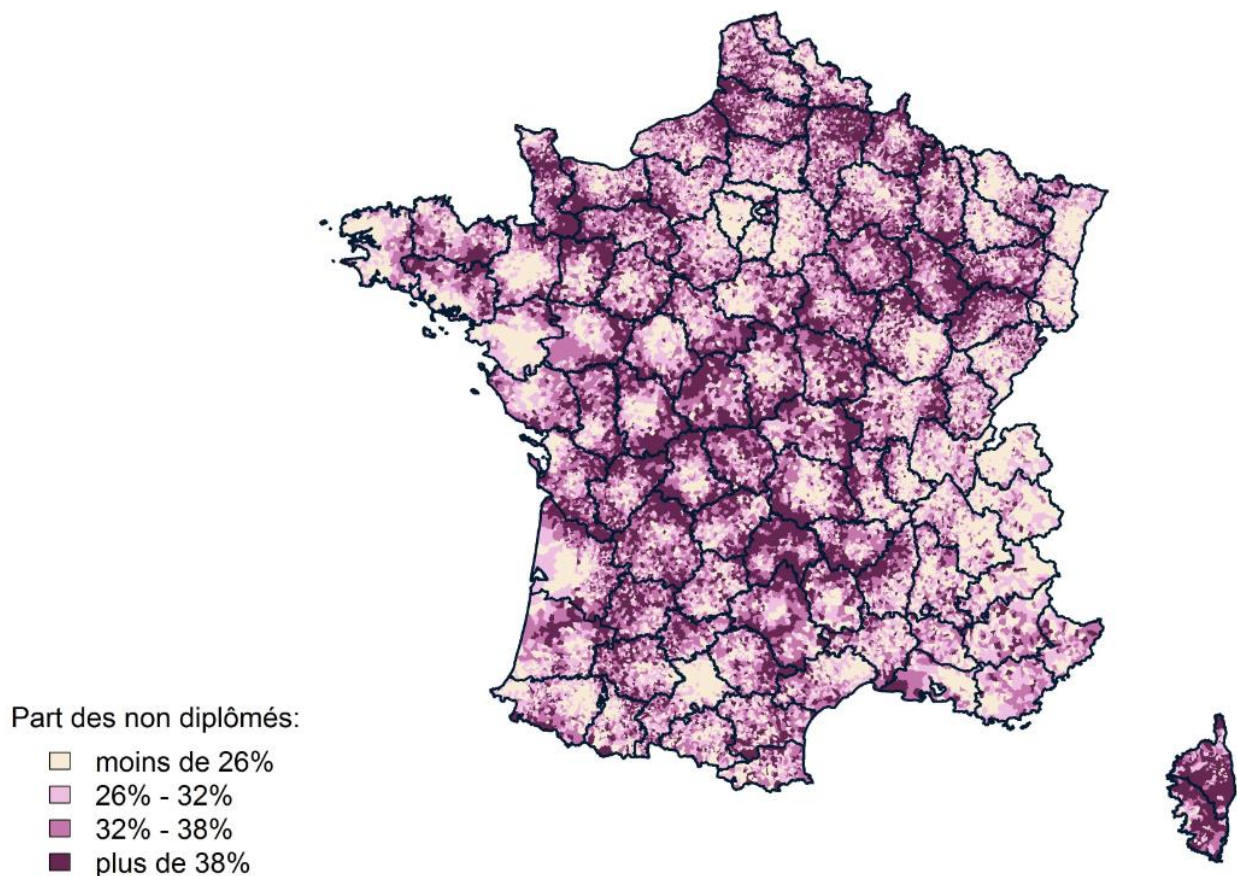 Part des non diplômés:
moins de 26%
26% - 32%
32% - 38%
plus de 38%